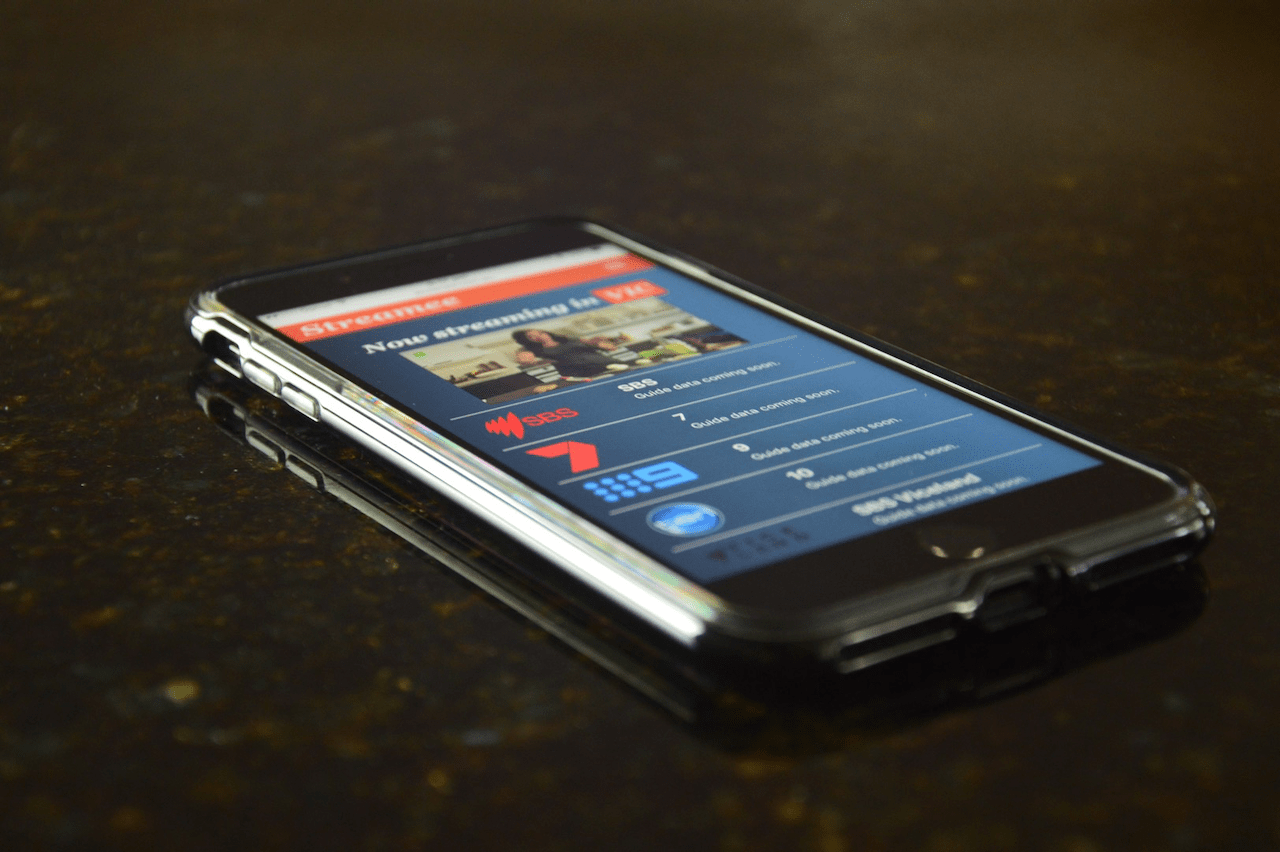 Streamee
Now streaming in VIC
SBS
SBS
Guide data coming soon.
7
Guide data coming soon.
9
9
Guide data coming soon.
10
Guide data coming soon.
SBS Viceland
Guide data coming soon.